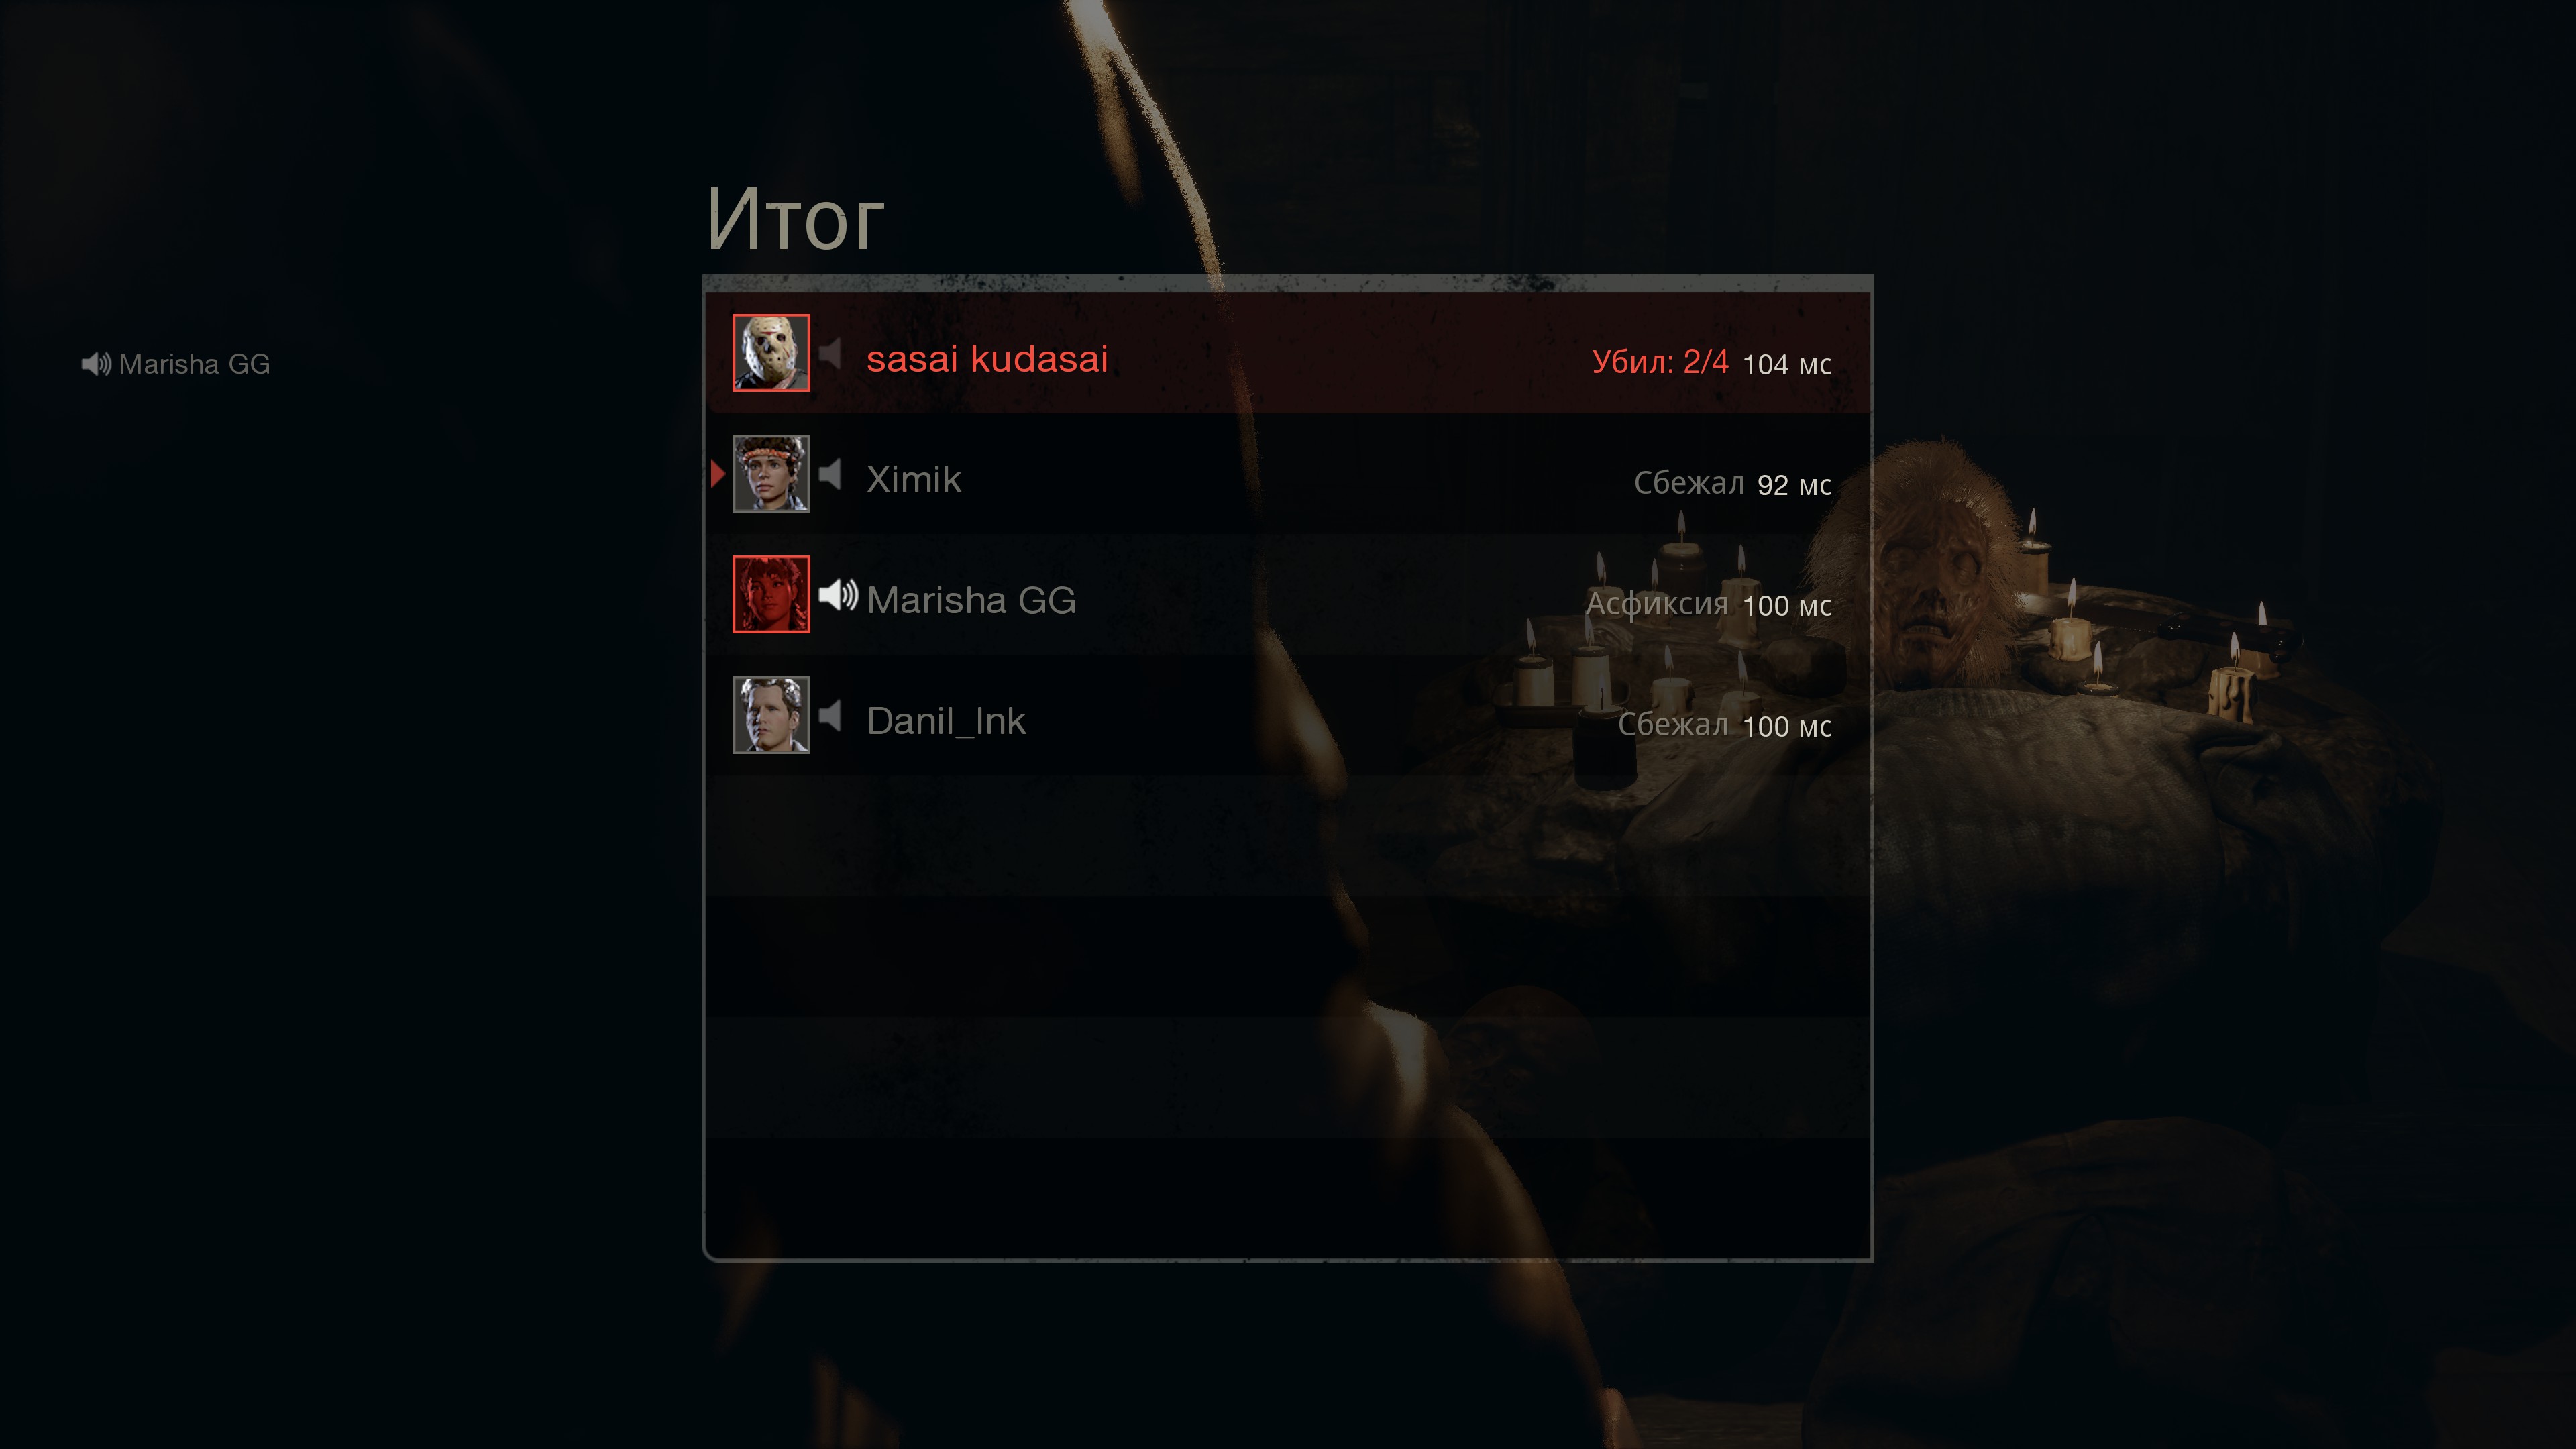 Итог
Marisha GG
sasai kudasai Убил: 2/4 104 мс
Ximik Сбежал 92 мс
Marisha GG Асфиксия 100 мс
Danil_Ink Сбежал 100 мс